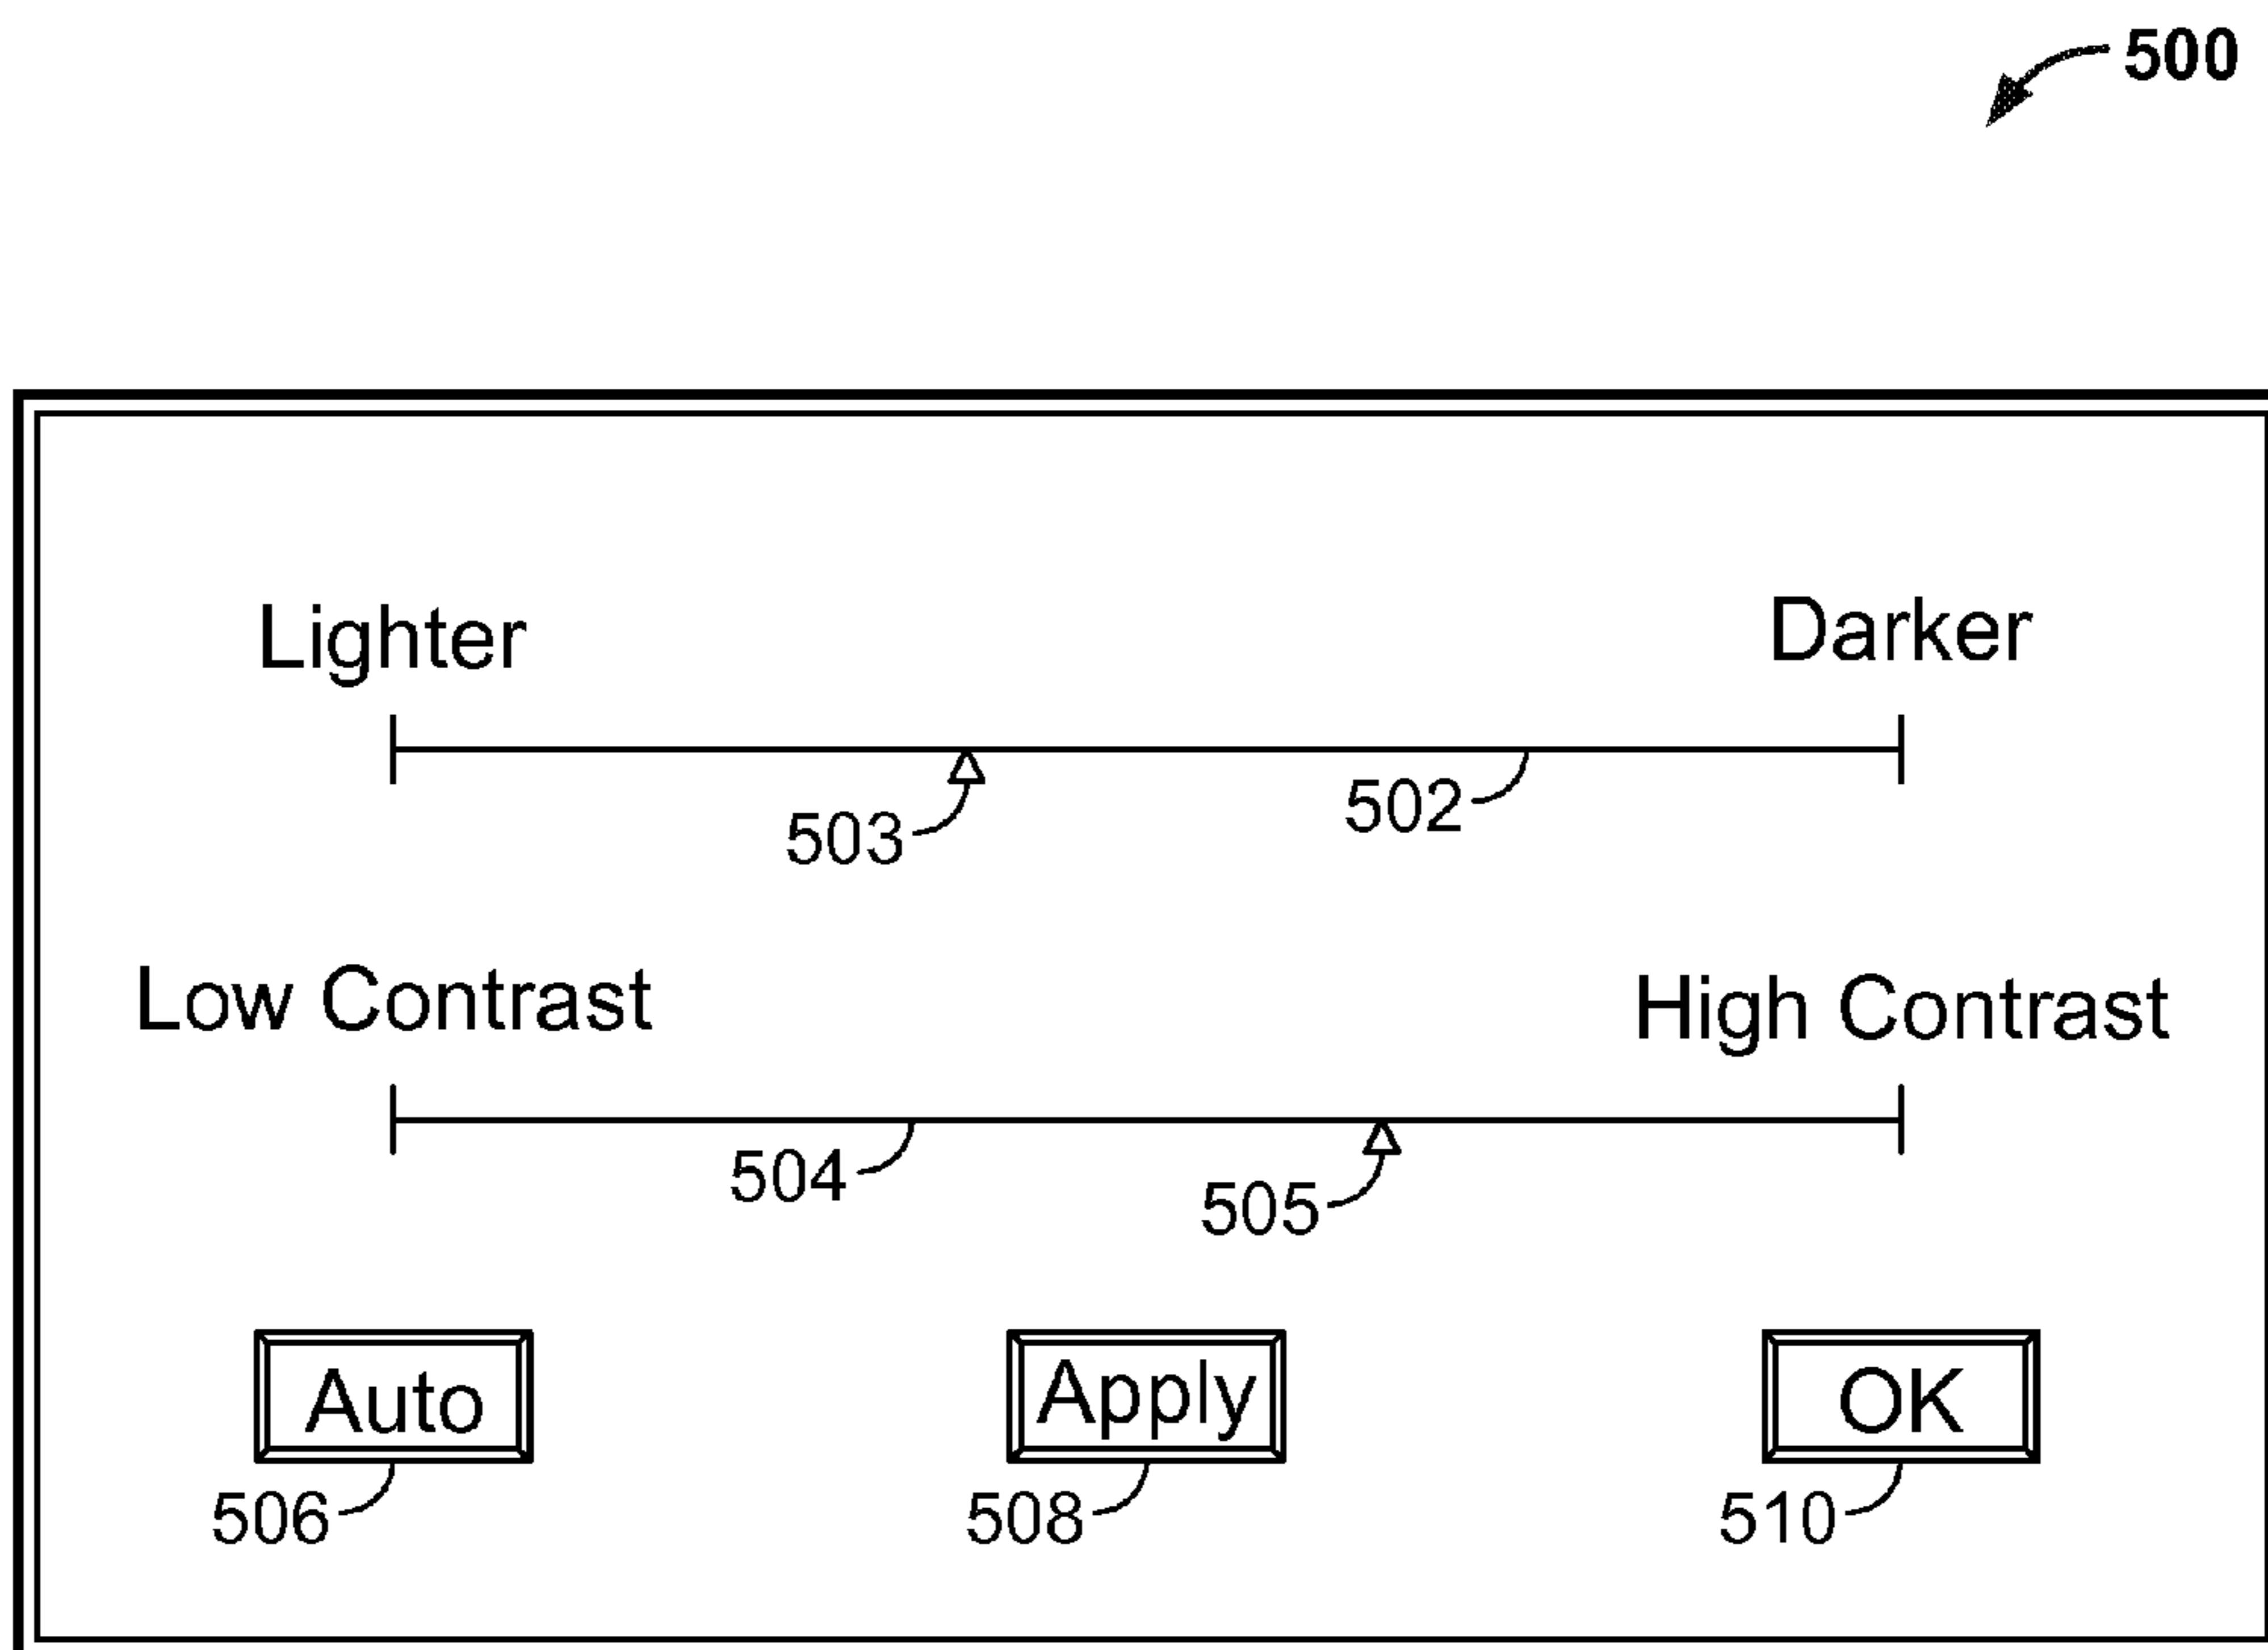 500
Lighter Darker
503 502
Low Contrast High Contrast
504 505
Auto Apply OK
506 508 510